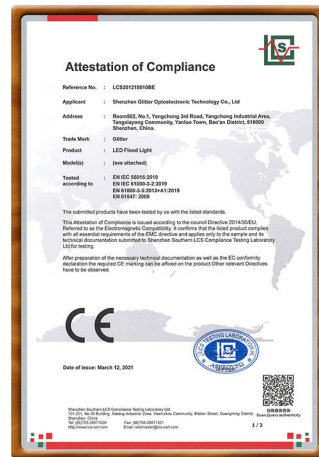 LCS
Attestation of Compliance
Reference No. : LCS201218010BE
Applicant : Shenzhen Glitter Optoelectronic Technology Co., Ltd
Address : Room502, No.1, Yangchong 3rd Road, Yangchong Industrial Area,
Tangxiayong Community, Yanluo Town, Bao'an District, 518000
Shenzhen, China.
Trade Mark : Glitter
Product : LED Flood Light
Model(s) : (see attached)
Tested : EN IEC 55015:2019
according to EN IEC 61000-3-2:2019
EN 61000-3-3:2013+A1:2019
EN 61547: 2009
The submitted products have been tested by us with the listed standards.
This Attestation of Compliance is issued according to the council Directive 2014/30/EU,
Referred to as the Electromagnetic Compatibility. It confirms that the listed product complies
with all essential requirements of the EMC directive and applies only to the sample and its
technical documentation submitted to Shenzhen Southern LCS Compliance Testing Laboratory
Ltd,for testing.
After preparation of the necessary technical documentation as well as the EC conformity
declaration the required CE marking can be affixed on the product Other relevant Directives
have to be observed.
CE
LCS TESTING LABORATORY
APPROVED
Date of issue: March 12, 2021
Shenzhen Southern LCS Compliance Testing Laboratory Ltd
Shenzhen, China
Scan,Query authenticity
1 / 3